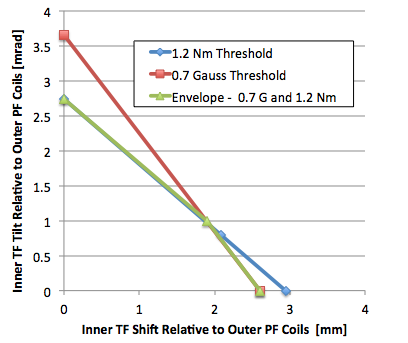 Inner TF Tilt Relative to Outer PF Coils [mrad]
4
3.5
3
2.5
2
1.5
1
0.5
0
1.2 Nm Threshold
0.7 Gauss Threshold
Envelope - 0.7 G and 1.2 Nm
0 1 2 3 4
Inner TF Shift Relative to Outer PF Coils [mm]